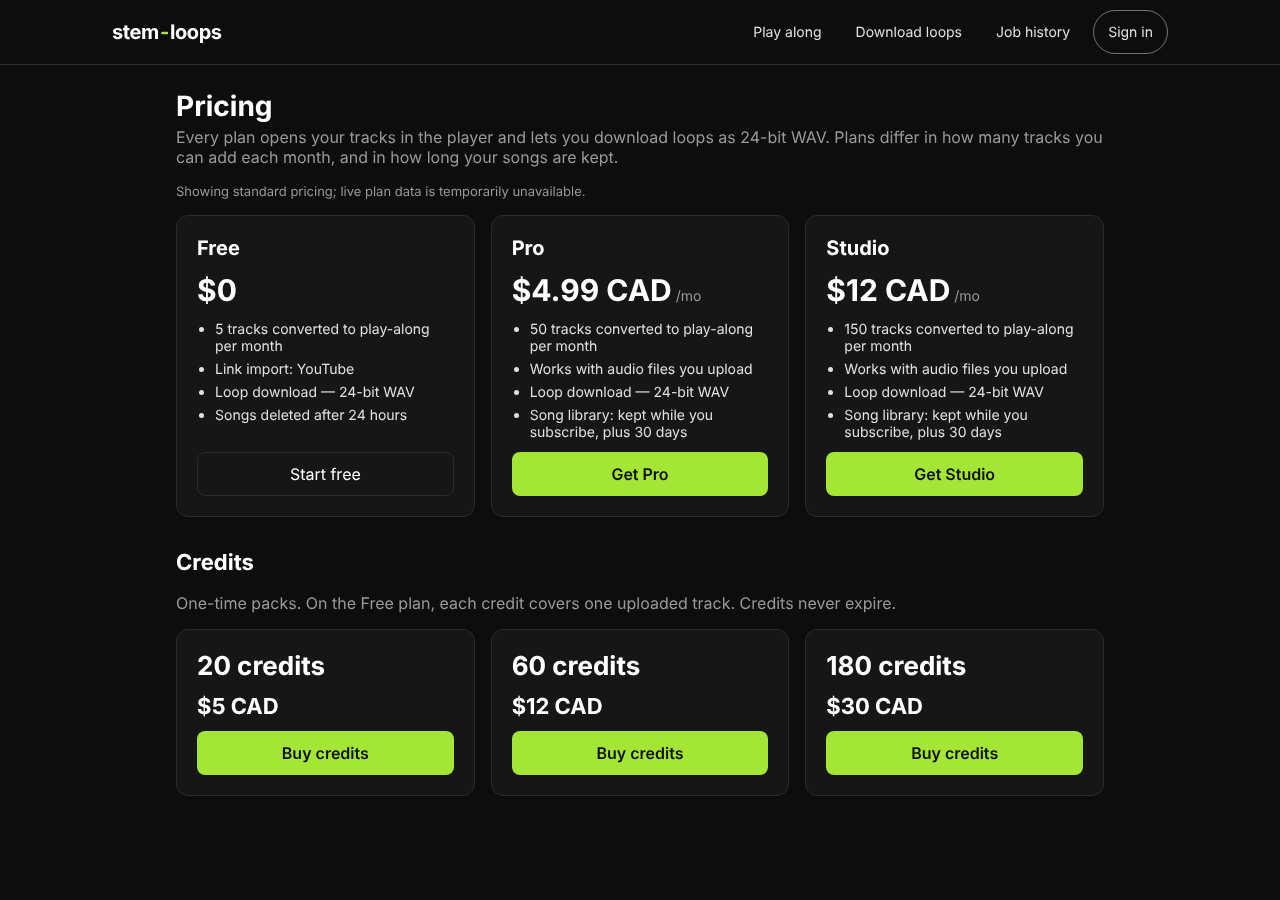 stem-loops
Play along
Download loops
Job history
Sign in
Pricing
Every plan opens your tracks in the player and lets you download loops as 24-bit WAV. Plans differ in how many tracks you
can add each month, and in how long your songs are kept.
Showing standard pricing; live plan data is temporarily unavailable.
Free
$0
• 5 tracks converted to play-along
per month
• Link import: YouTube
• Loop download — 24-bit WAV
• Songs deleted after 24 hours
Start free
Pro
$4.99 CAD /mo
• 50 tracks converted to play-along
per month
• Works with audio files you upload
• Loop download — 24-bit WAV
• Song library: kept while you
subscribe, plus 30 days
Get Pro
Studio
$12 CAD /mo
• 150 tracks converted to play-along
per month
• Works with audio files you upload
• Loop download — 24-bit WAV
• Song library: kept while you
subscribe, plus 30 days
Get Studio
Credits
One-time packs. On the Free plan, each credit covers one uploaded track. Credits never expire.
20 credits
$5 CAD
Buy credits
60 credits
$12 CAD
Buy credits
180 credits
$30 CAD
Buy credits